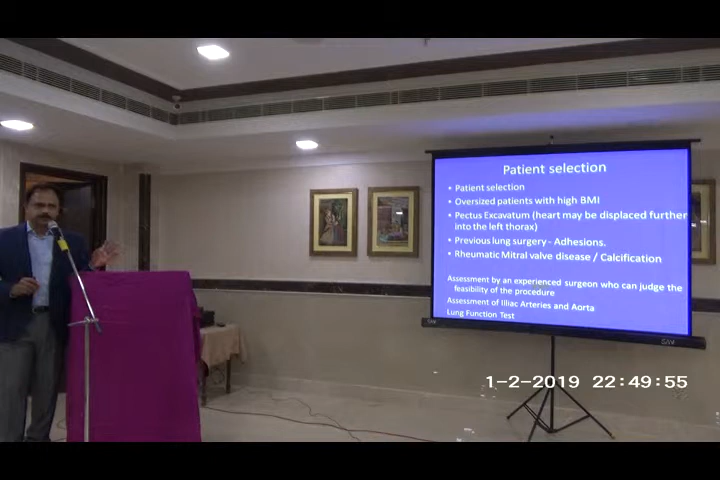 Patient selection
• Patient selection
• Oversized patients with high BMI
• Pectus Excavatum (heart may be displaced further
into the left thorax)
• Previous lung surgery - Adhesions.
• Rheumatic Mitral valve disease / Calcification
Assessment by an experienced surgeon who can judge the
feasibility of the procedure
Assessment of Illiac Arteries and Aorta
Lung Function Test
1-2-2019 22:49:55